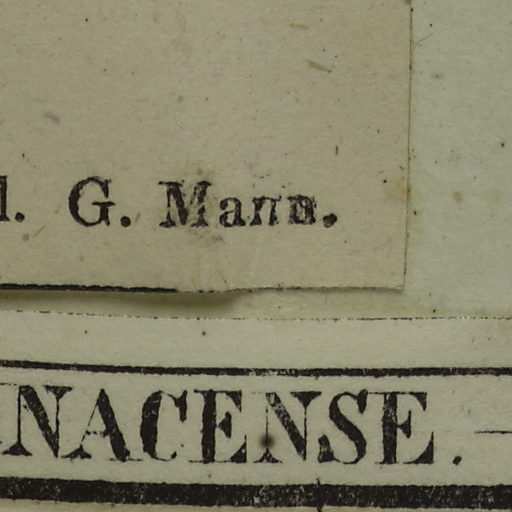 l. G. Mann.
NACENSE. —